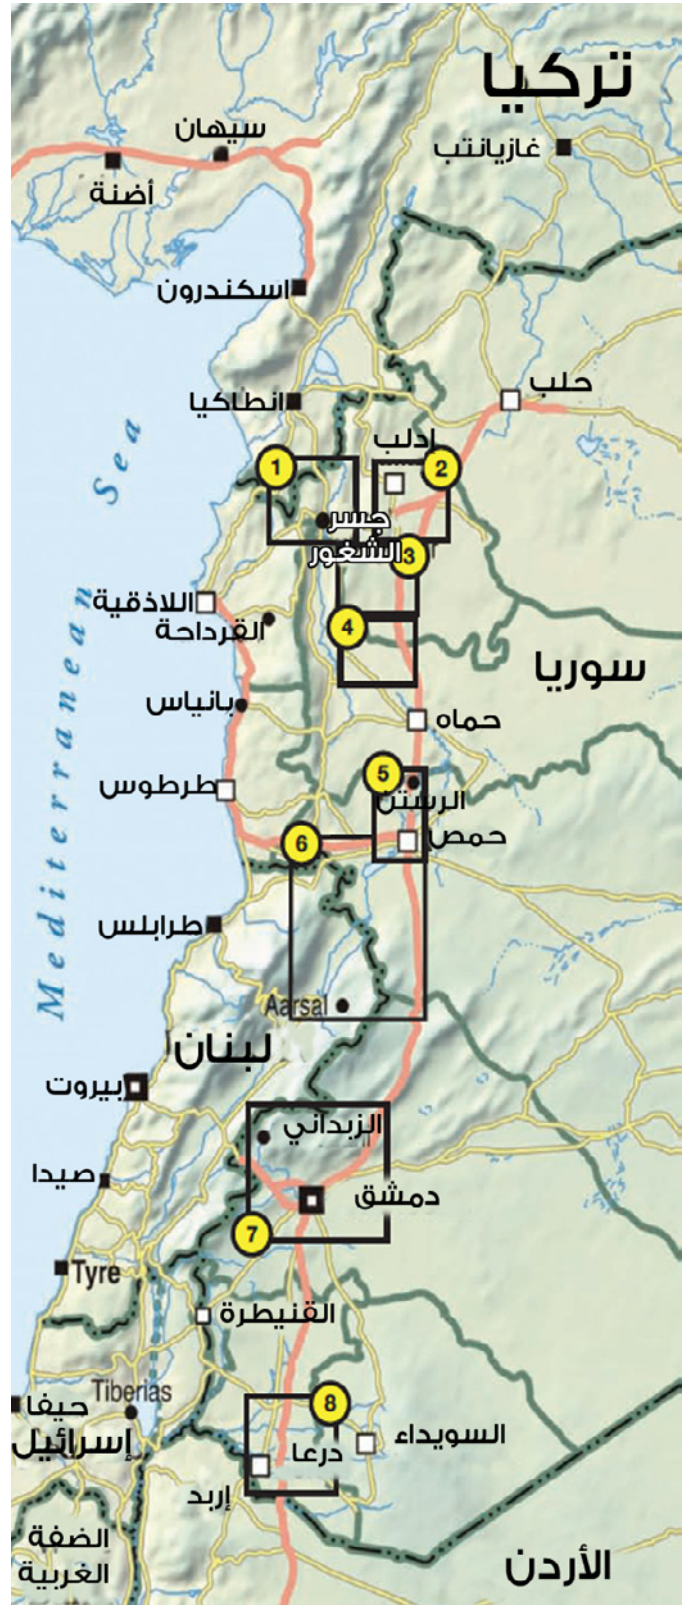 تركيا
سيهان
غازيانتب
أضنة
اسكندرون
حلب
انطاكيا
إدلب
1
2
جسر
الشغور
3
اللاذقية
القرداحة
4
سوريا
بانياس
حماه
Mediterranean Sea
5
طرطوس
الرستن
حمص
6
طرابلس
Aarsal
لبنان
بيروت
الزبداني
صيدا
دمشق
7
Tyre
القنيطرة
Tiberias
حيفا
8
السويداء
إسرائيل
درعا
إربد
الضفة
الغربية
الأردن